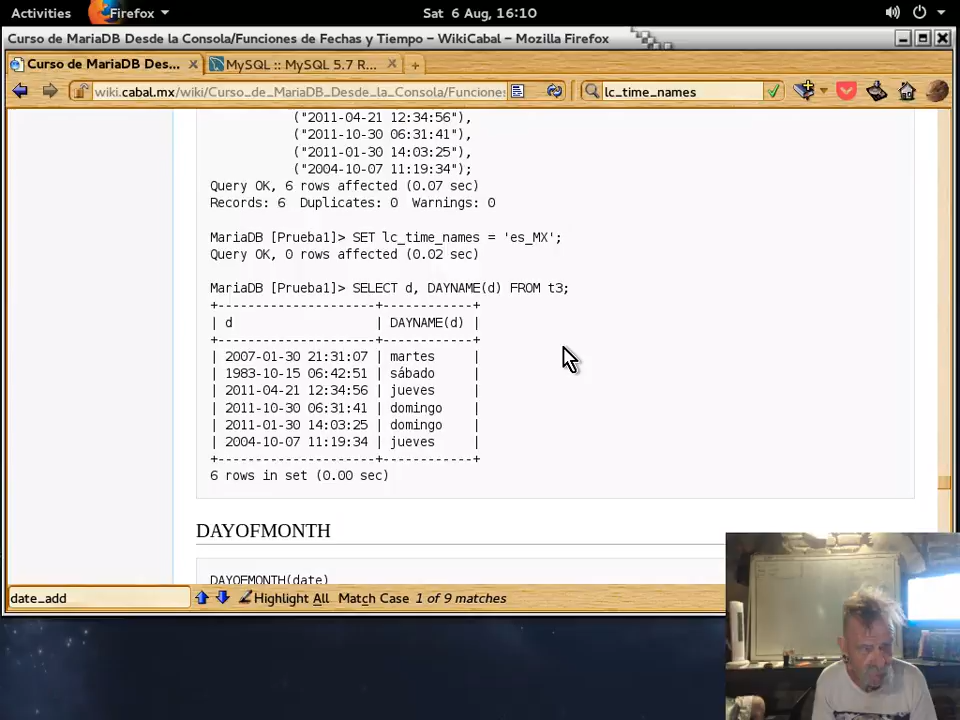 Activities Firefox Sat 6 Aug, 16:10
Curso de MariaDB Desde la Consola/Funciones de Fechas y Tiempo – WikiCabal – Mozilla Firefox
Curso de MariaDB Des... MySQL :: MySQL 5.7 R...
wiki.cabal.mx/wiki/Curso_de_MariaDB_Desde_la_Consola/Funciones lc_time_names
("2011-04-21 12:34:56"),
("2011-10-30 06:31:41"),
("2011-01-30 14:03:25"),
("2004-10-07 11:19:34");
Query OK, 6 rows affected (0.07 sec)
Records: 6  Duplicates: 0  Warnings: 0
MariaDB [Prueba1]> SET lc_time_names = 'es_MX';
Query OK, 0 rows affected (0.02 sec)
MariaDB [Prueba1]> SELECT d, DAYNAME(d) FROM t3;
+---------------------+------------+
| d                   | DAYNAME(d) |
+---------------------+------------+
| 2007-01-30 21:31:07 | martes     |
| 1983-10-15 06:42:51 | sábado     |
| 2011-04-21 12:34:56 | jueves     |
| 2011-10-30 06:31:41 | domingo    |
| 2011-01-30 14:03:25 | domingo    |
| 2004-10-07 11:19:34 | jueves     |
+---------------------+------------+
6 rows in set (0.00 sec)
DAYOFMONTH
DAYOFMONTH(date)
date_add Highlight All Match Case 1 of 9 matches